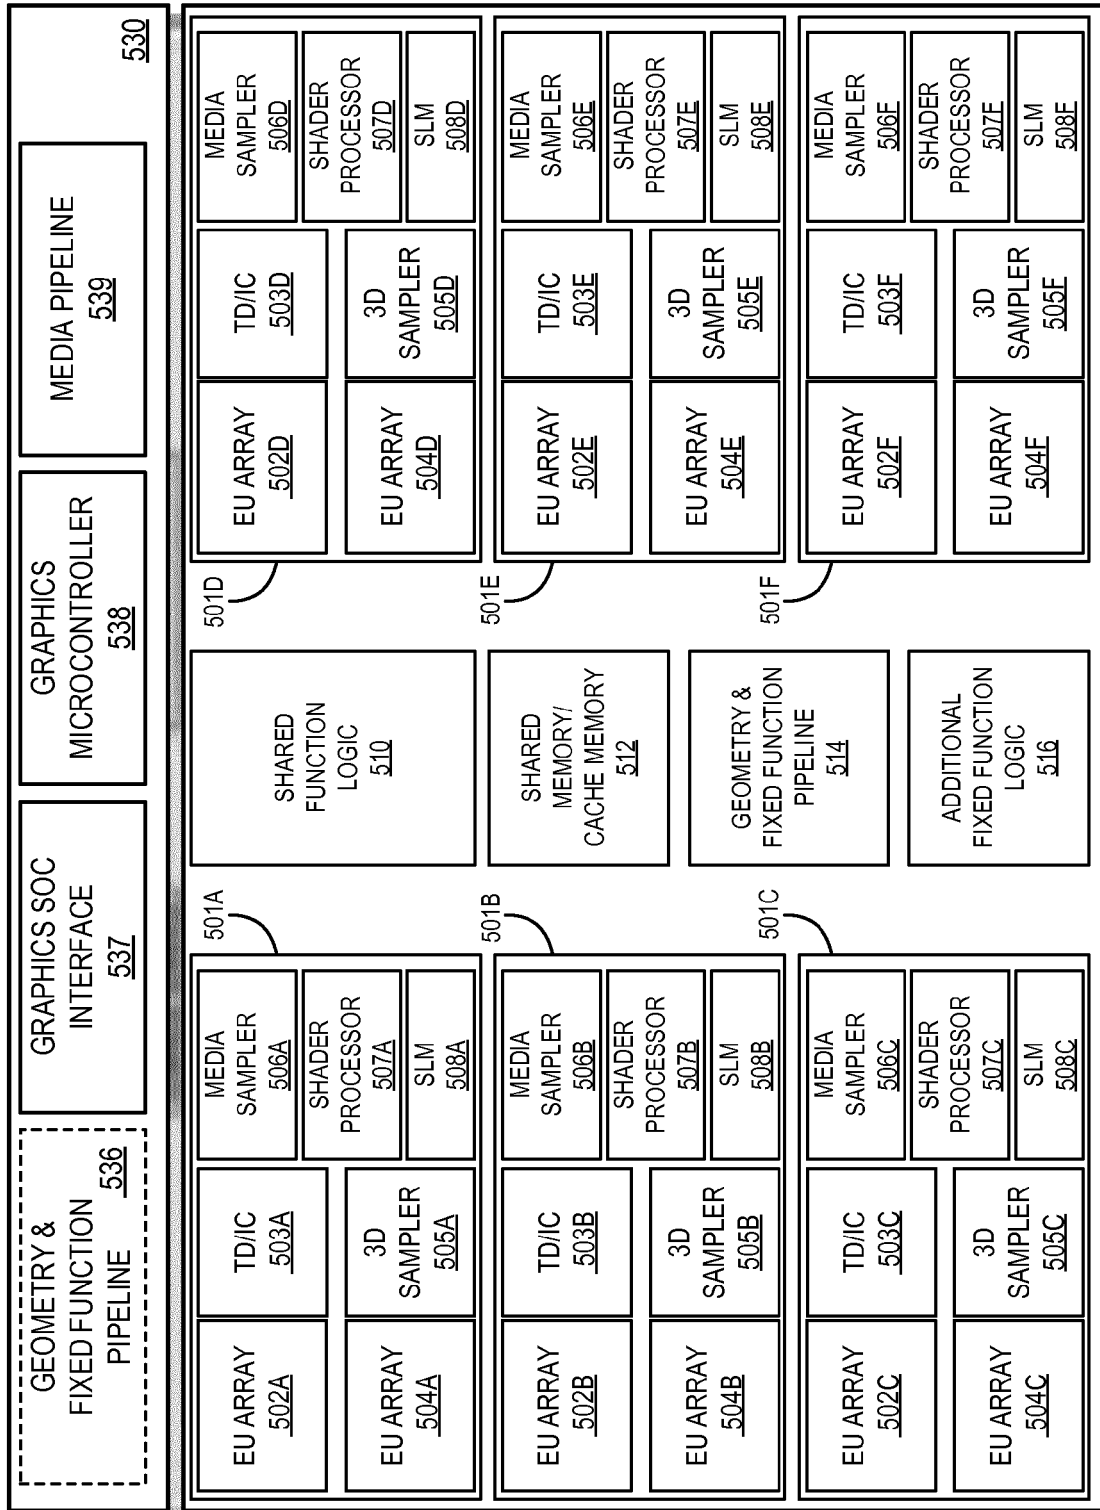 GEOMETRY &
FIXED FUNCTION
PIPELINE
536
GRAPHICS SOC
INTERFACE
537
GRAPHICS
MICROCONTROLLER
538
MEDIA PIPELINE
539
530
501A
EU ARRAY
502A
TD/IC
503A
MEDIA
SAMPLER
506A
SHADER
PROCESSOR
507A
EU ARRAY
504A
3D
SAMPLER
505A
SLM
508A
501B
EU ARRAY
502B
TD/IC
503B
MEDIA
SAMPLER
506B
SHADER
PROCESSOR
507B
EU ARRAY
504B
3D
SAMPLER
505B
SLM
508B
501C
EU ARRAY
502C
TD/IC
503C
MEDIA
SAMPLER
506C
SHADER
PROCESSOR
507C
EU ARRAY
504C
3D
SAMPLER
505C
SLM
508C
SHARED
FUNCTION
LOGIC
510
SHARED
MEMORY/
CACHE MEMORY
512
GEOMETRY &
FIXED FUNCTION
PIPELINE
514
ADDITIONAL
FIXED FUNCTION
LOGIC
516
501D
EU ARRAY
502D
TD/IC
503D
MEDIA
SAMPLER
506D
SHADER
PROCESSOR
507D
EU ARRAY
504D
3D
SAMPLER
505D
SLM
508D
501E
EU ARRAY
502E
TD/IC
503E
MEDIA
SAMPLER
506E
SHADER
PROCESSOR
507E
EU ARRAY
504E
3D
SAMPLER
505E
SLM
508E
501F
EU ARRAY
502F
TD/IC
503F
MEDIA
SAMPLER
506F
SHADER
PROCESSOR
507F
EU ARRAY
504F
3D
SAMPLER
505F
SLM
508F